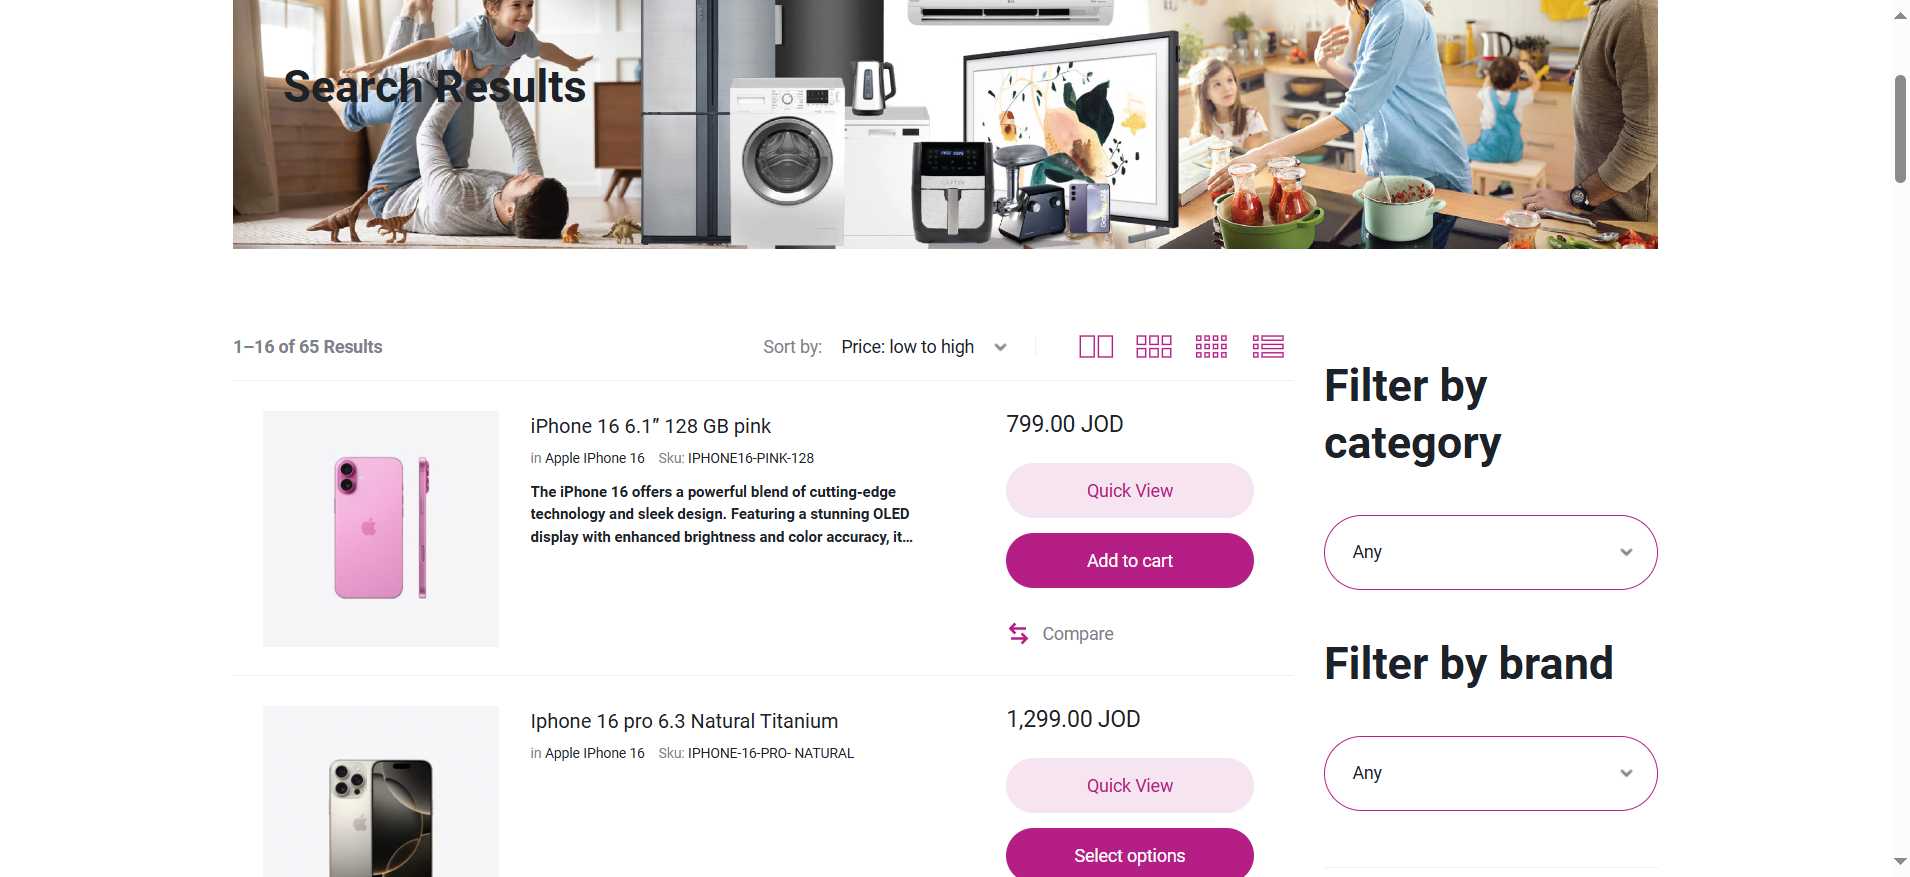 Search Results
1–16 of 65 Results
Sort by: Price: low to high
iPhone 16 6.1” 128 GB pink
in Apple IPhone 16 Sku: IPHONE16-PINK-128
The iPhone 16 offers a powerful blend of cutting-edge
technology and sleek design. Featuring a stunning OLED
display with enhanced brightness and color accuracy, it...
799.00 JOD
Quick View
Add to cart
Compare
Iphone 16 pro 6.3 Natural Titanium
in Apple IPhone 16 Sku: IPHONE-16-PRO- NATURAL
1,299.00 JOD
Quick View
Select options
Filter by
category
Any
Filter by brand
Any